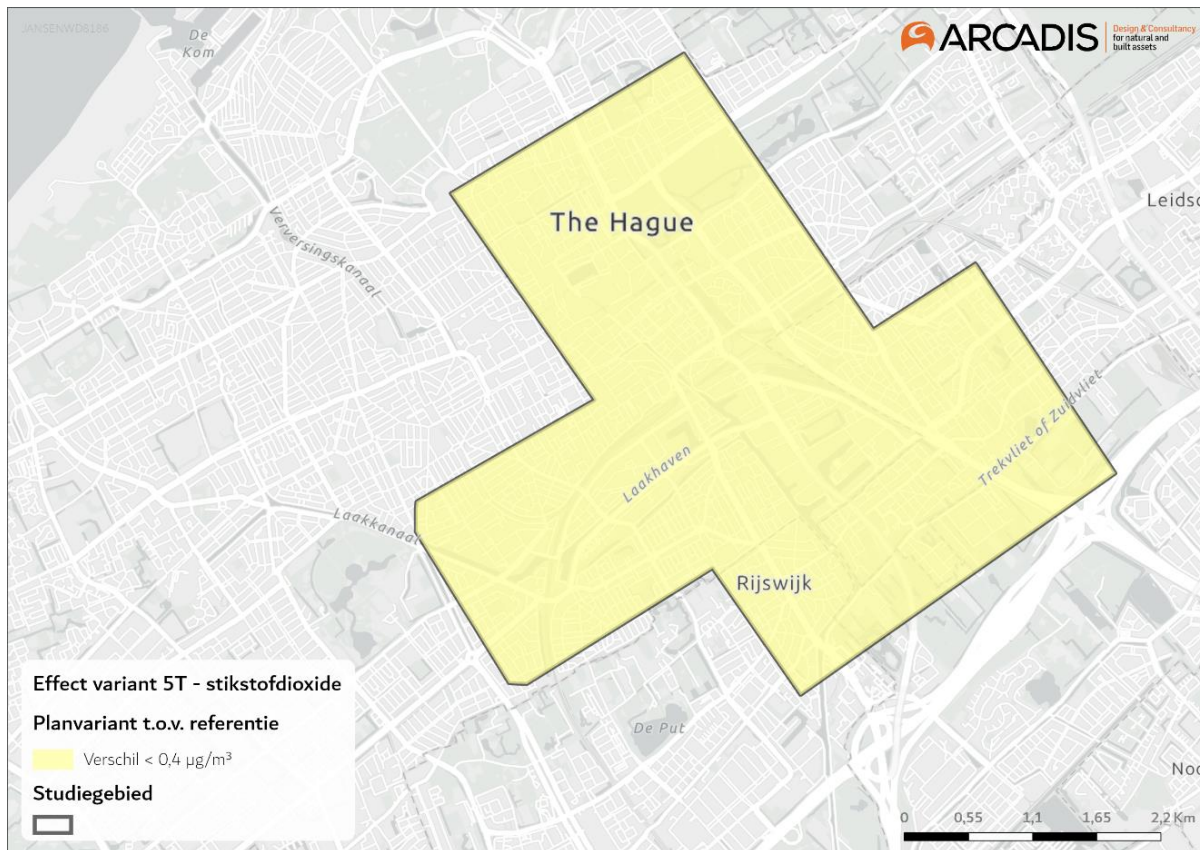 JANSENWD6186
De
Kom
ARCADIS
Design & Consultancy
for natural and
built assets
Leidsc
The Hague
Verversingskanaal
Trekvliet of Zuidvliet
Laakhaven
Laakkanaal
Rijswijk
De Put
Noo
Effect variant 5T - stikstofdioxide
Planvariant t.o.v. referentie
Verschil < 0,4 µg/m³
Studiegebied
0 0,55 1,1 1,65 2,2 Km